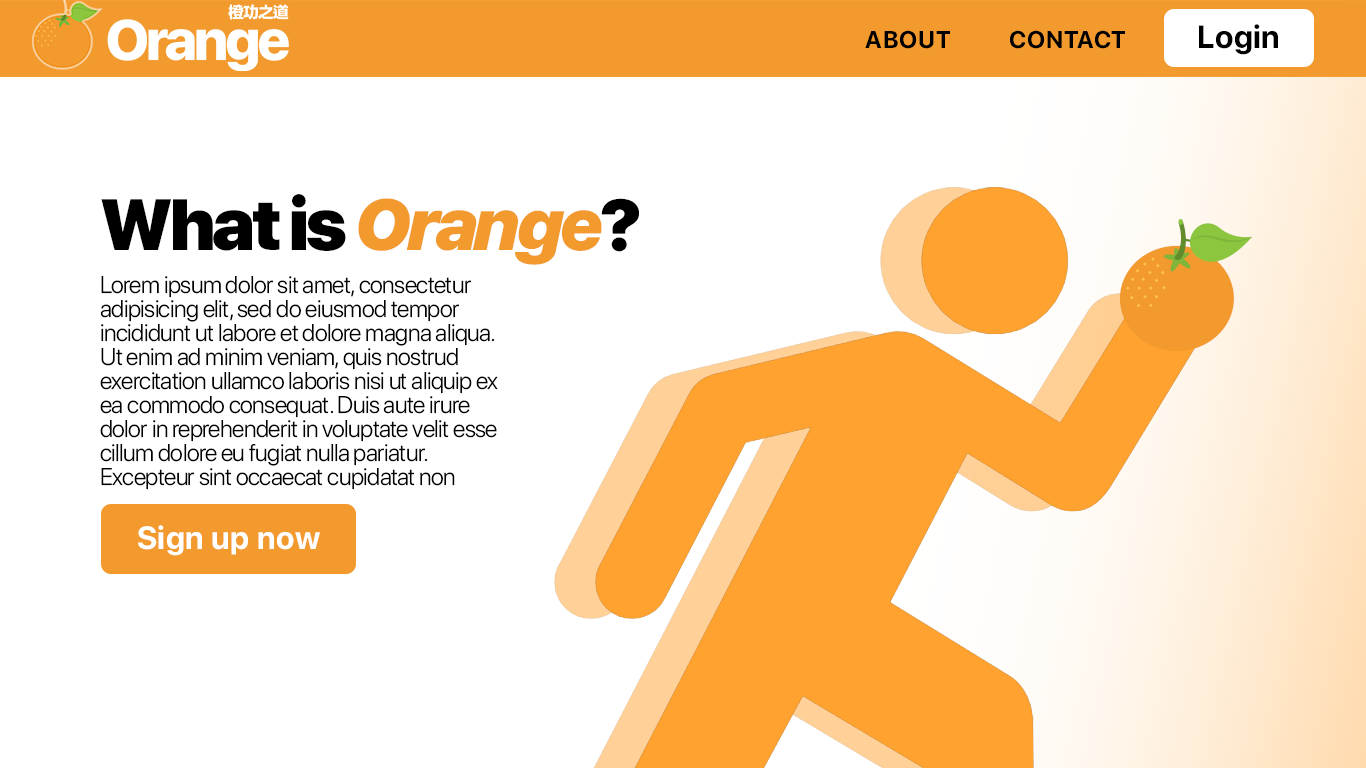 橙功之道
Orange
ABOUT
CONTACT
Login
What is Orange?
Lorem ipsum dolor sit amet, consectetur
adipisicing elit, sed do eiusmod tempor
incididunt ut labore et dolore magna aliqua.
Ut enim ad minim veniam, quis nostrud
exercitation ullamco laboris nisi ut aliquip ex
ea commodo consequat. Duis aute irure
dolor in reprehenderit in voluptate velit esse
cillum dolore eu fugiat nulla pariatur.
Excepteur sint occaecat cupidatat non
Sign up now